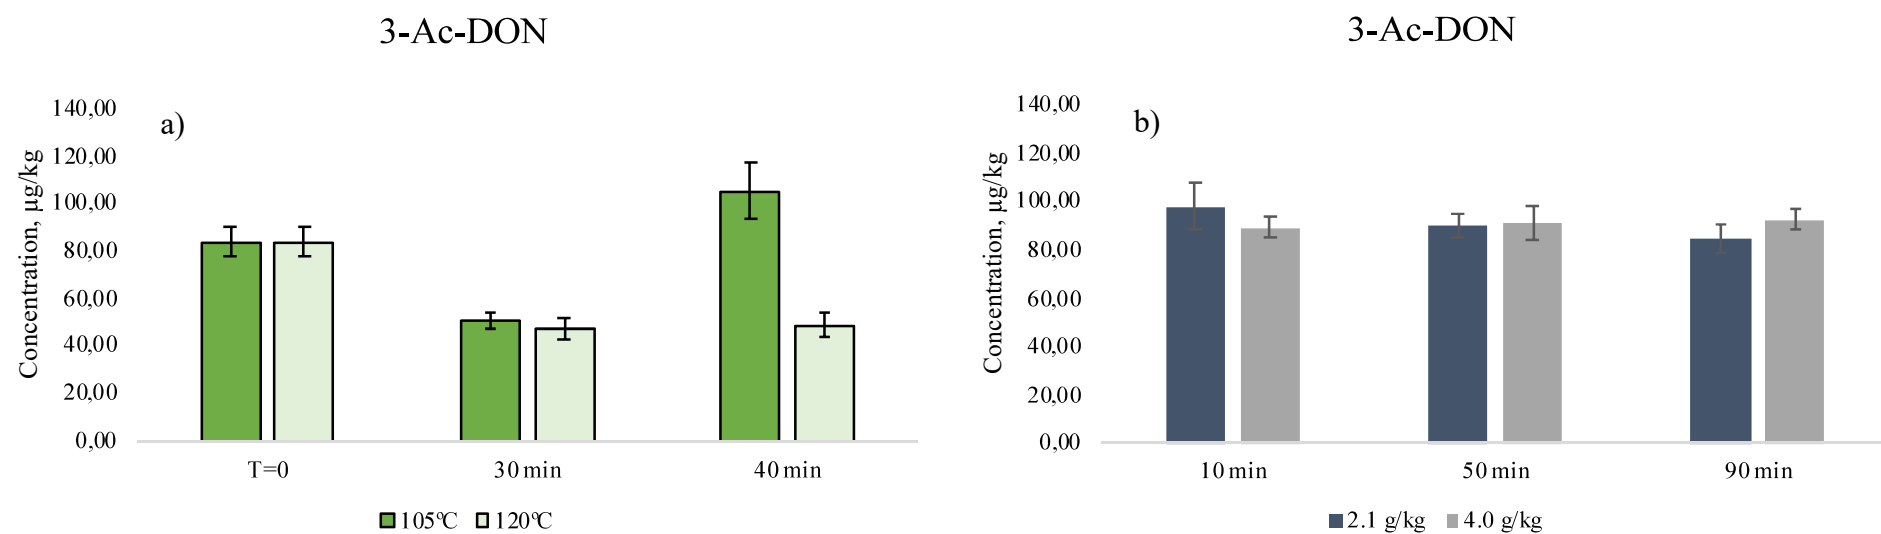 3-Ac-DON
a)
Concentration, µg/kg
140,00
120,00
100,00
80,00
60,00
40,00
20,00
0,00
T=0
30 min
40 min
105ºC
120ºC
3-Ac-DON
b)
Concentration, µg/kg
140,00
120,00
100,00
80,00
60,00
40,00
20,00
0,00
10 min
50 min
90 min
2.1 g/kg
4.0 g/kg